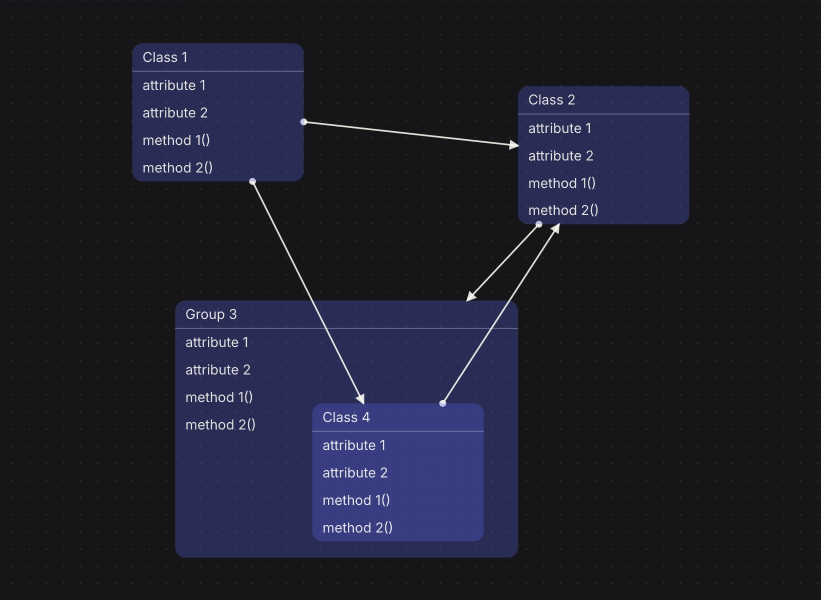 Class 1
attribute 1
attribute 2
method 1()
method 2()
Class 2
attribute 1
attribute 2
method 1()
method 2()
Group 3
attribute 1
attribute 2
method 1()
method 2()
Class 4
attribute 1
attribute 2
method 1()
method 2()